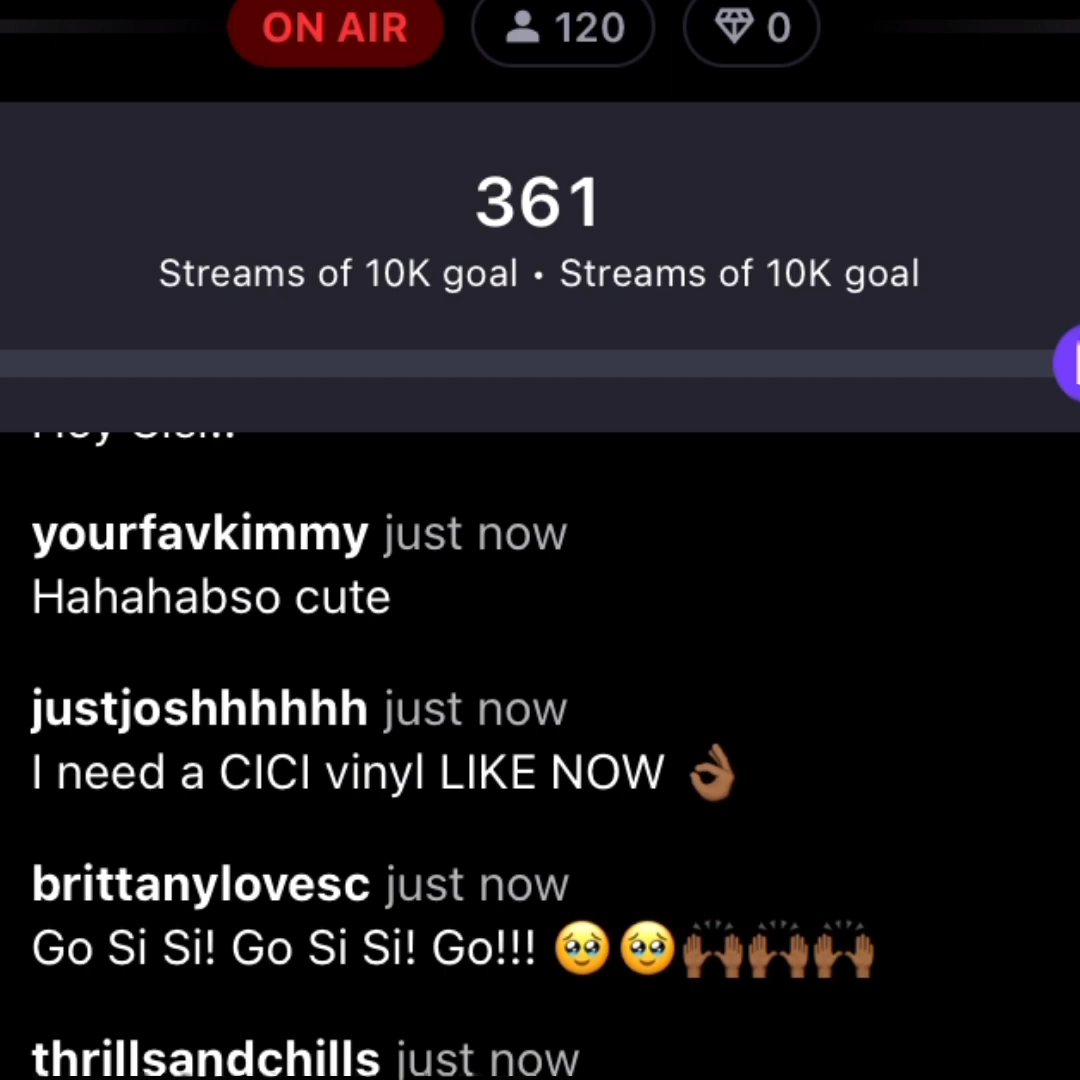 ON AIR 120 0
361
Streams of 10K goal • Streams of 10K goal
yourfavkimmy just now
Hahahabso cute
justjoshhhhhh just now
I need a CICI vinyl LIKE NOW 👌🏾
brittanylovesc just now
Go Si Si! Go Si Si! Go!!! 🥹🥹🙌🏾🙌🏾🙌🏾
thrillsandchills just now